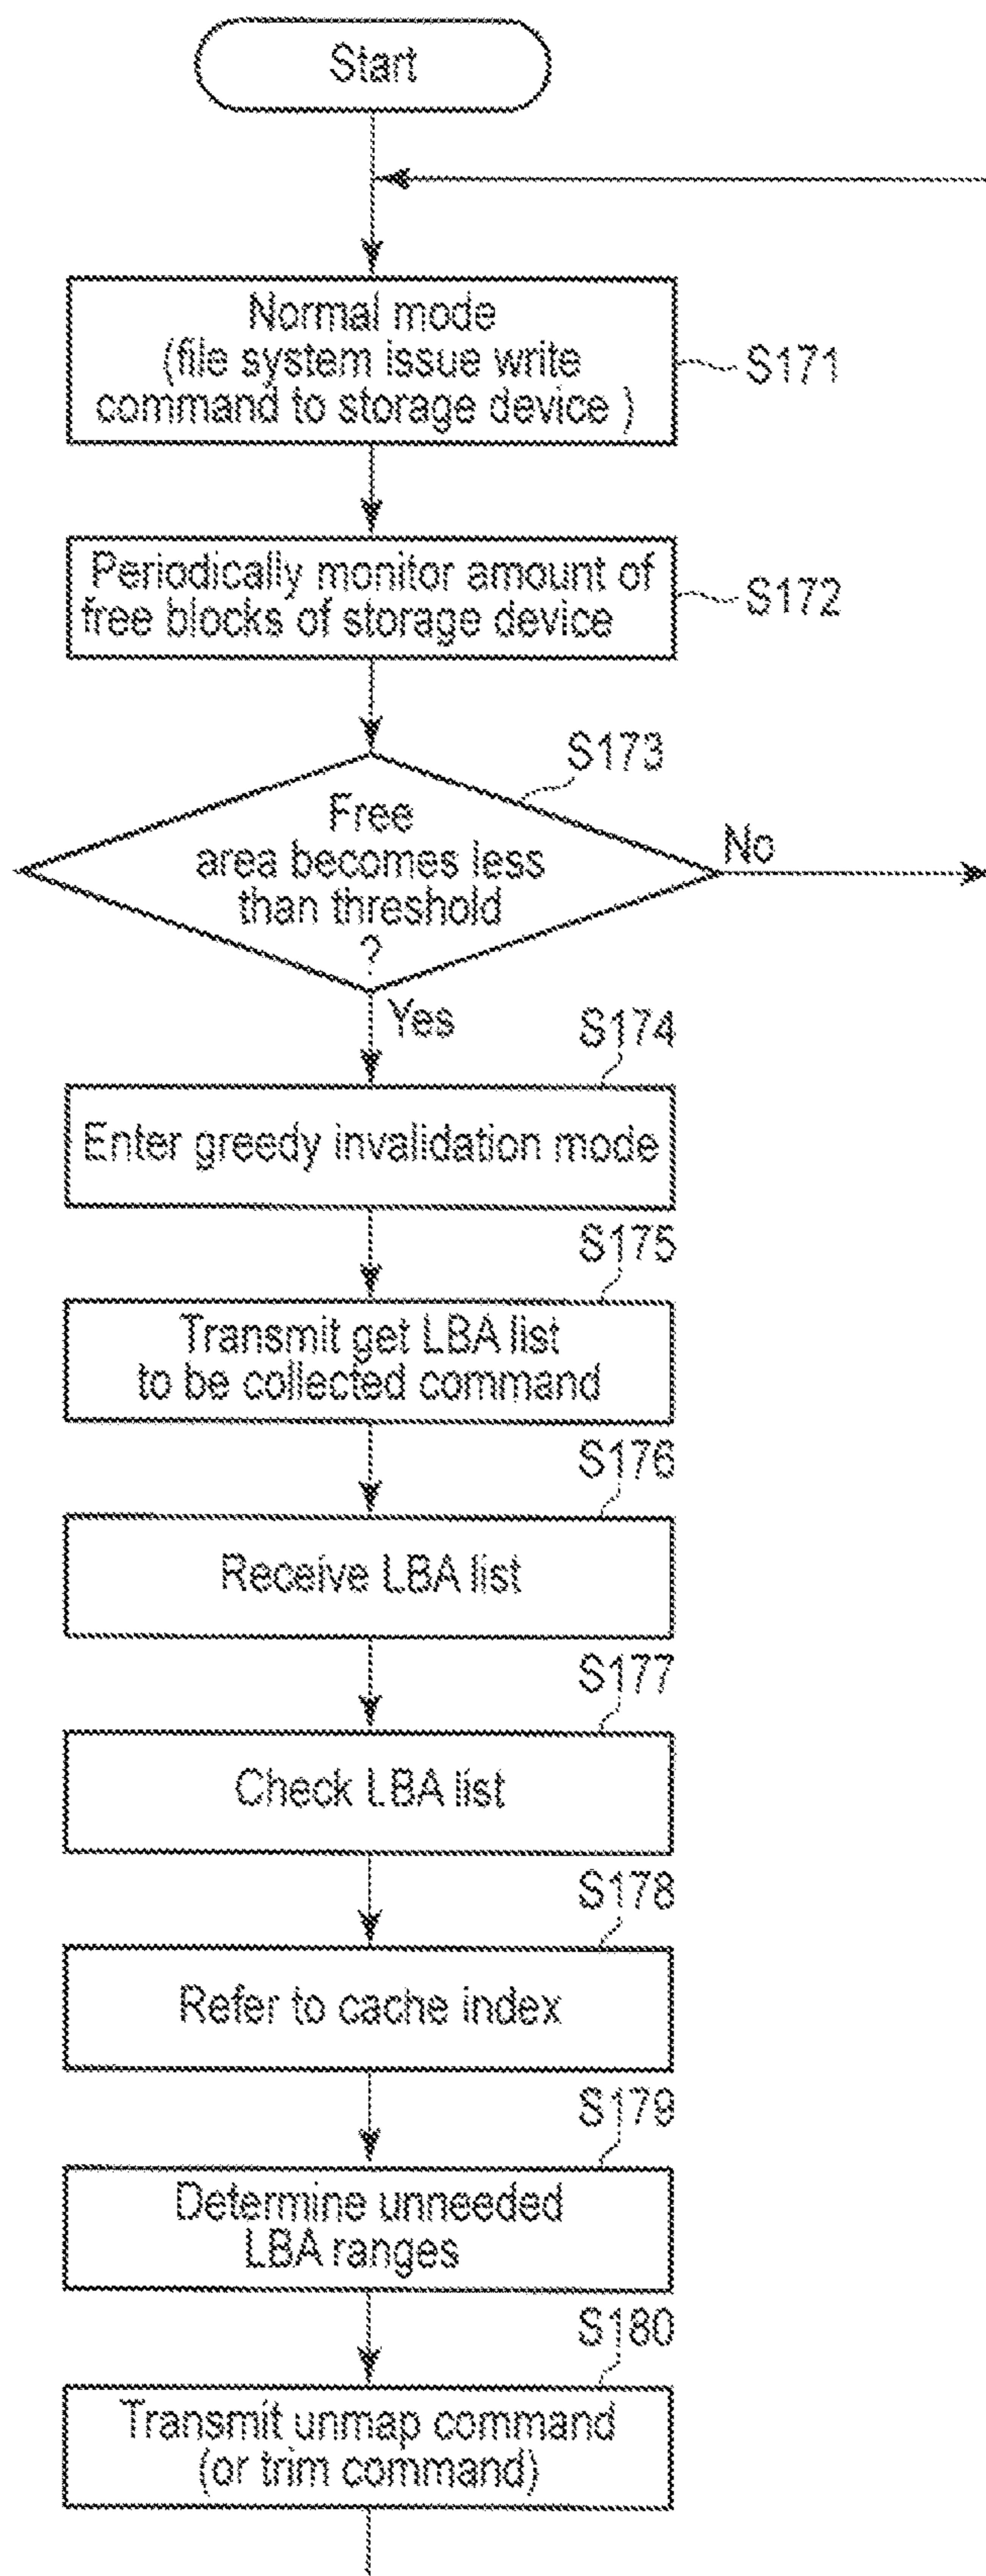 Start
Normal mode
(file system issue write
command to storage device )
S171
Periodically monitor amount of
free blocks of storage device
S172
S173
Free
area becomes less
than threshold
?
No
Yes
S174
Enter greedy invalidation mode
S175
Transmit get LBA list
to be collected command
S176
Receive LBA list
S177
Check LBA list
S178
Refer to cache index
S179
Determine unneeded
LBA ranges
S180
Transmit unmap command
(or trim command)